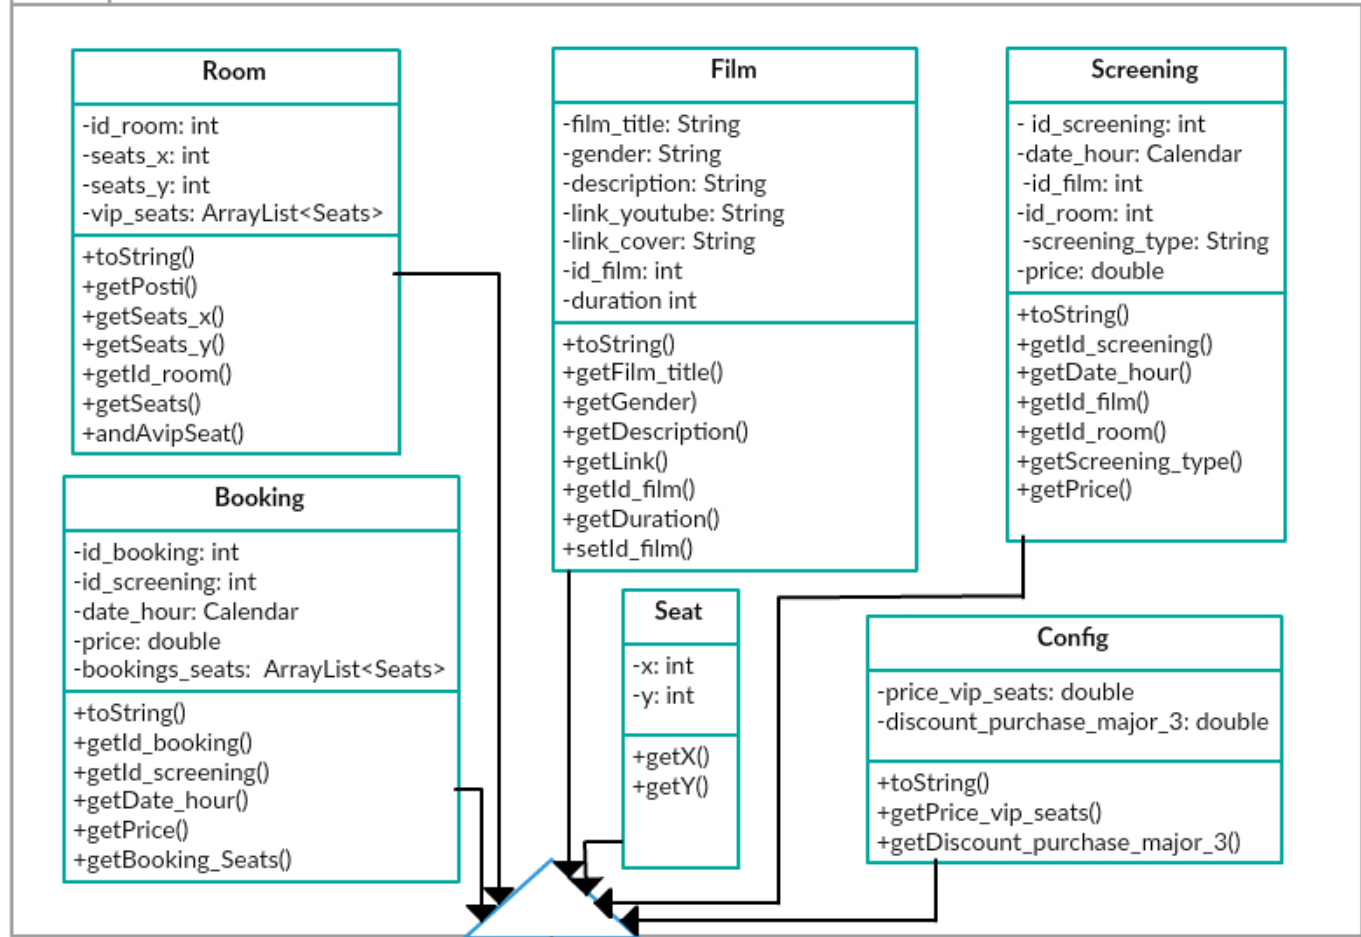 Room
-id_room: int
-seats_x: int
-seats_y: int
-vip_seats: ArrayList<Seats>
+toString()
+getPosti()
+getSeats_x()
+getSeats_y()
+getId_room()
+getSeats()
+andAvipSeat()
Film
-film_title: String
-gender: String
-description: String
-link_youtube: String
-link_cover: String
-id_film: int
-duration int
+toString()
+getFilm_title()
+getGender)
+getDescription()
+getLink()
+getId_film()
+getDuration()
+setId_film()
Screening
- id_screening: int
-date_hour: Calendar
-id_film: int
-id_room: int
-screening_type: String
-price: double
+toString()
+getId_screening()
+getDate_hour()
+getId_film()
+getId_room()
+getScreening_type()
+getPrice()
Booking
-id_booking: int
-id_screening: int
-date_hour: Calendar
-price: double
-bookings_seats:  ArrayList<Seats>
+toString()
+getId_booking()
+getId_screening()
+getDate_hour()
+getPrice()
+getBooking_Seats()
Seat
-x: int
-y: int
+getX()
+getY()
Config
-price_vip_seats: double
-discount_purchase_major_3: double
+toString()
+getPrice_vip_seats()
+getDiscount_purchase_major_3()